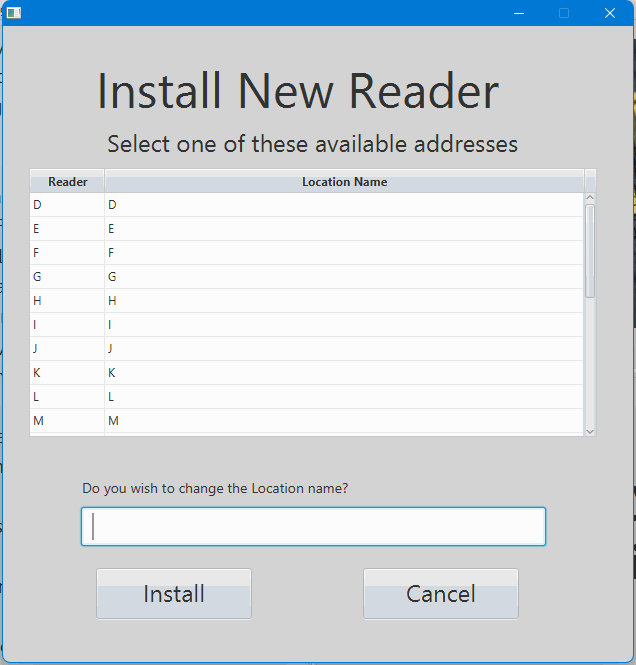 Install New Reader
Select one of these available addresses
Reader Location Name
D D
E E
F F
G G
H H
I I
J J
K K
L L
M M
Do you wish to change the Location name?
Install Cancel